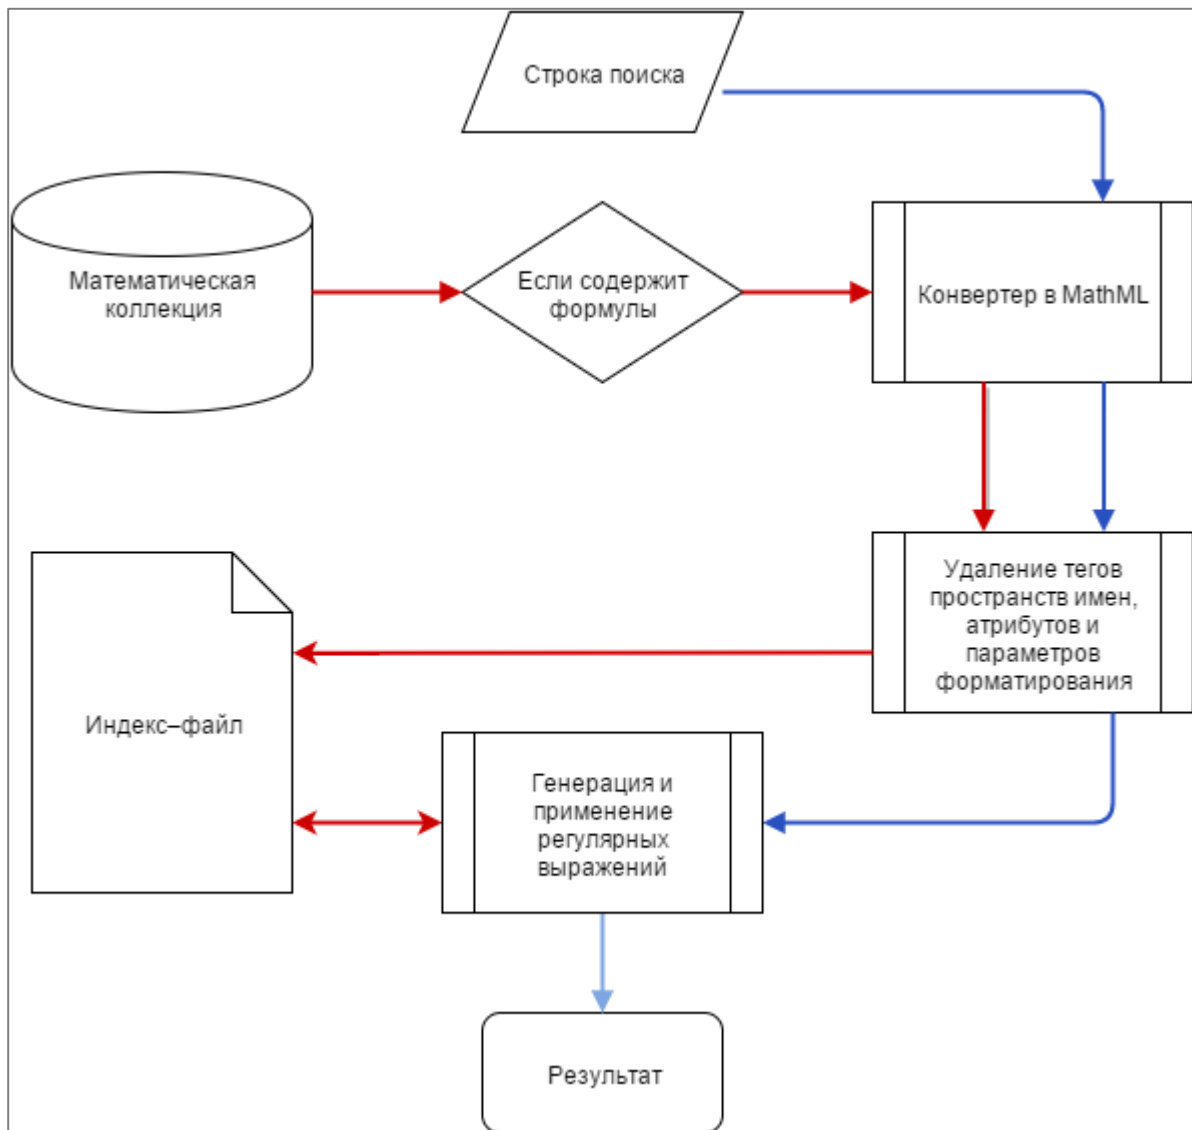 Строка поиска
Математическая
коллекция
Если содержит
формулы
Конвертер в MathML
Удаление тегов
пространств имен,
атрибутов и
параметров
форматирования
Индекс–файл
Генерация и
применение
регулярных
выражений
Результат